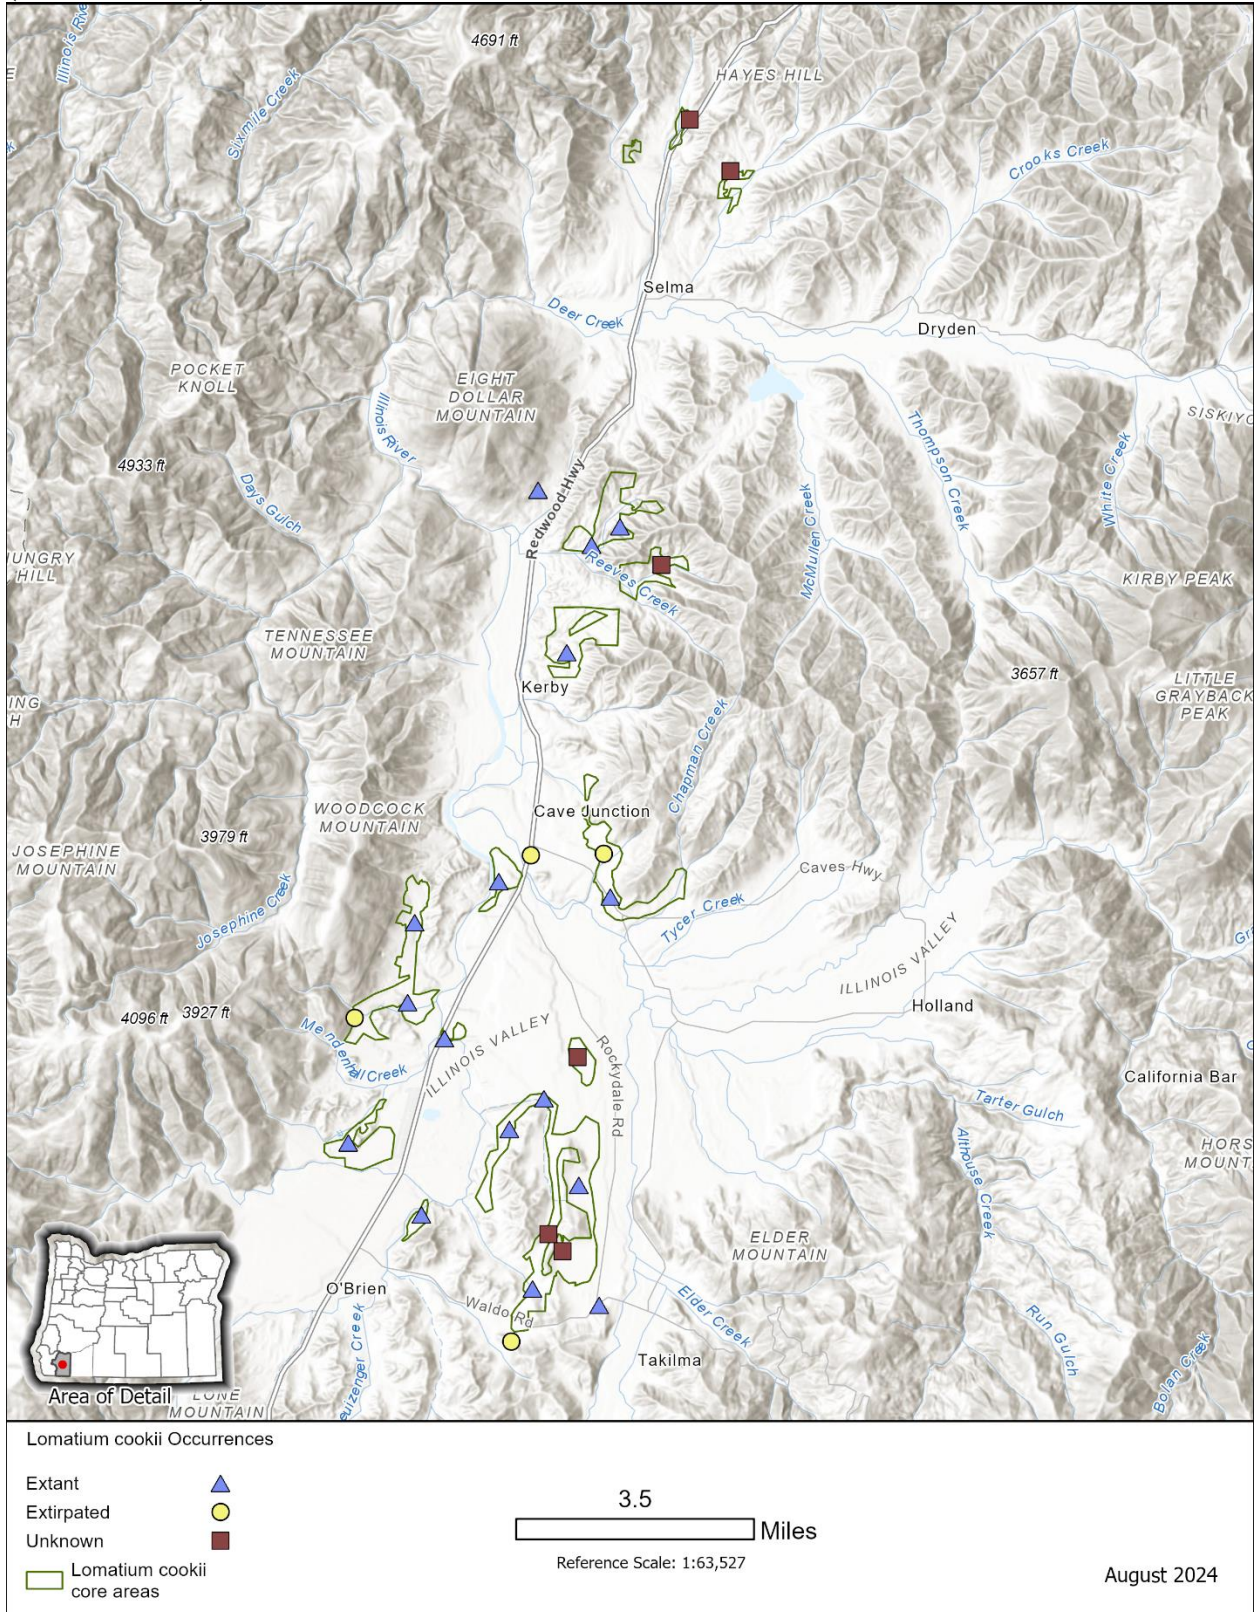 4691 ft
HAYES HILL
Illinois River
Sixmile Creek
Crooks Creek
Selma
Deer Creek
Dryden
POCKET
KNOLL
EIGHT
DOLLAR
MOUNTAIN
Illinois River
SISKIYO
4933 ft
Days Gulch
Redwood Hwy
McMullen Creek
Thompson Creek
White Creek
HUNGRY
HILL
Reeves Creek
KIRBY PEAK
TENNESSEE
MOUNTAIN
3657 ft
LITTLE
GRAYBACK
PEAK
ING
H
Kerby
Chapman Creek
Cave Junction
WOODCOCK
MOUNTAIN
3979 ft
JOSEPHINE
MOUNTAIN
Josephine Creek
Caves Hwy
Tycer Creek
ILLINOIS VALLEY
Gra
Holland
4096 ft
3927 ft
Mendenhall Creek
ILLINOIS VALLEY
Rockydale Rd
California Bar
Tarter Gulch
Althouse Creek
HORS
MOUNT
ELDER
MOUNTAIN
O'Brien
Waldo Rd
Elder Creek
Run Gulch
Takilma
Bolan Creek
euizenger Creek
Area of Detail
LONE
MOUNTAIN
Lomatium cookii Occurrences
Extant
Extirpated
Unknown
Lomatium cookii
core areas
3.5
Miles
Reference Scale: 1:63,527
August 2024